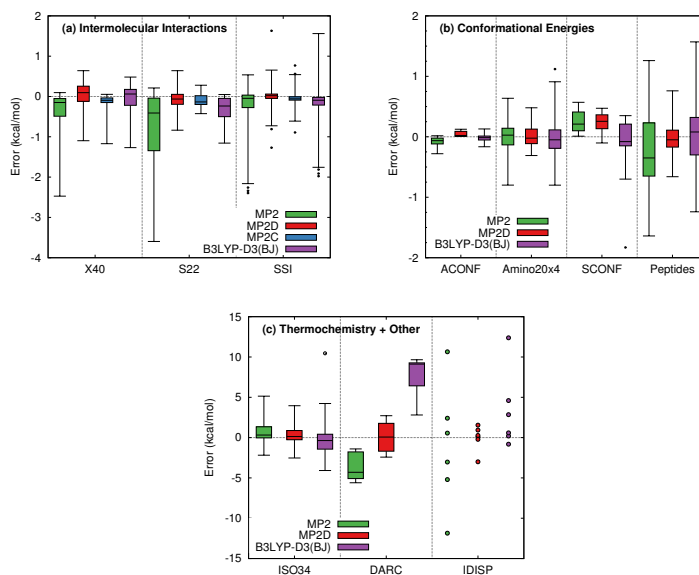 (a) Intermolecular Interactions
Error (kcal/mol)
2
1
0
-1
-2
-3
-4
MP2
MP2D
MP2C
B3LYP-D3(BJ)
X40
S22
SSI
(b) Conformational Energies
Error (kcal/mol)
2
1
0
-1
-2
MP2
MP2D
B3LYP-D3(BJ)
ACONF
Amino20x4
SCONF
Peptides
(c) Thermochemistry + Other
Error (kcal/mol)
15
10
5
0
-5
-10
-15
MP2
MP2D
B3LYP-D3(BJ)
ISO34
DARC
IDISP